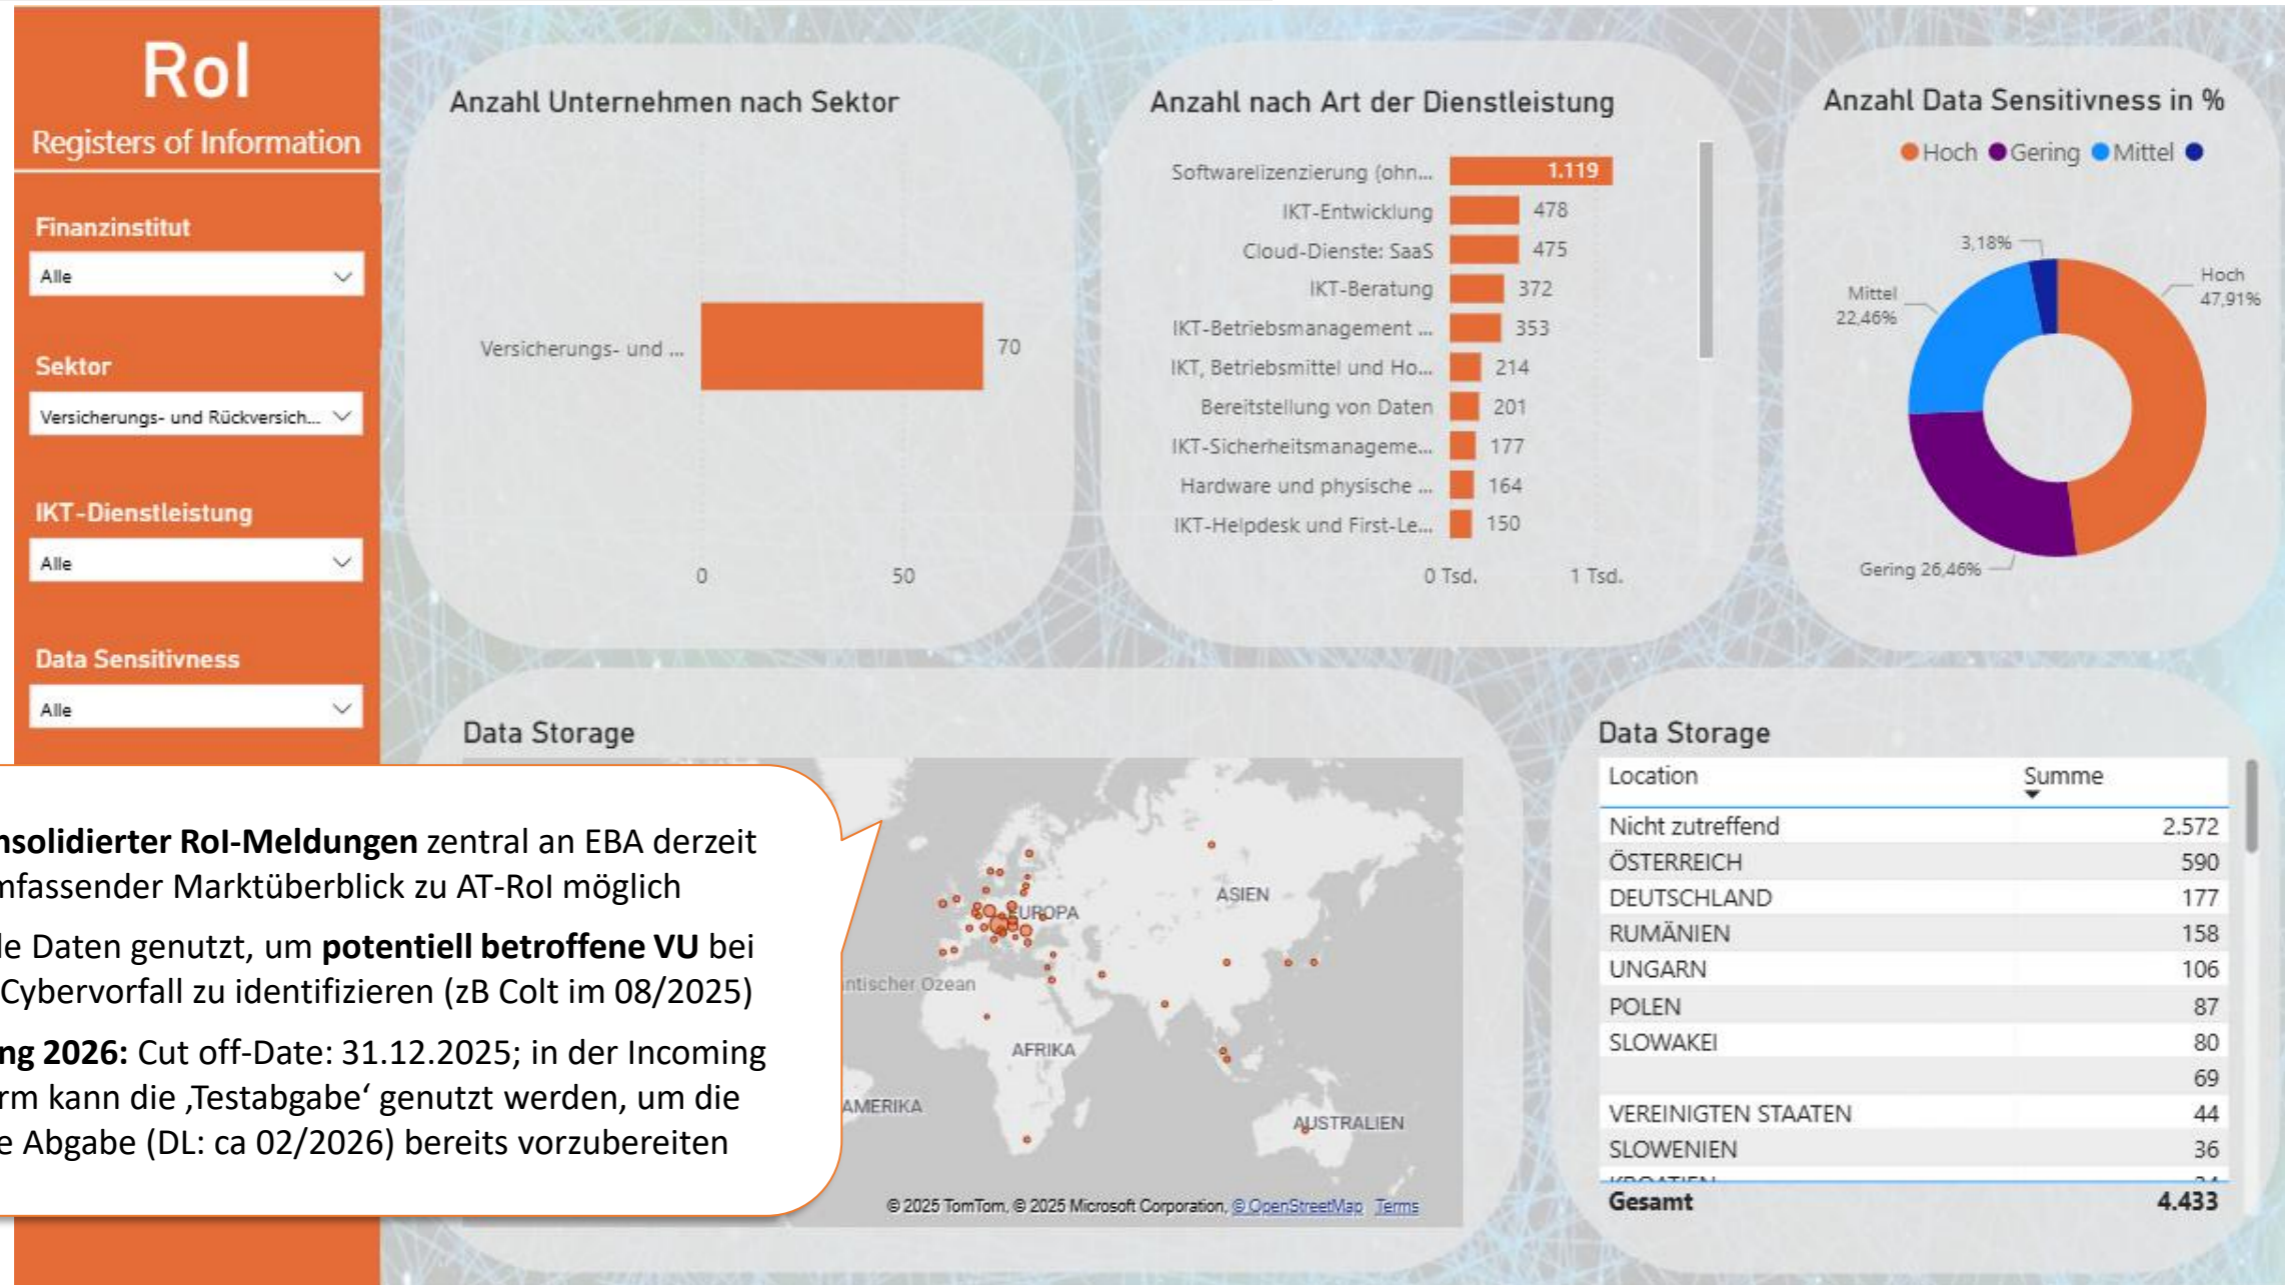 RoI
Registers of Information
Finanzinstitut
Alle
Sektor
Versicherungs- und Rückversich...
IKT-Dienstleistung
Alle
Data Sensitivness
Alle
Anzahl Unternehmen nach Sektor
Versicherungs- und ...
70
0
50
Anzahl nach Art der Dienstleistung
Softwarelizenzierung (ohn...
1.119
IKT-Entwicklung
478
Cloud-Dienste: SaaS
475
IKT-Beratung
372
IKT-Betriebsmanagement ...
353
IKT, Betriebsmittel und Ho...
214
Bereitstellung von Daten
201
IKT-Sicherheitsmanageme...
177
Hardware und physische ...
164
IKT-Helpdesk und First-Le...
150
0 Tsd.
1 Tsd.
Anzahl Data Sensitivness in %
Hoch Gering Mittel
3,18%
Hoch
47,91%
Mittel
22,46%
Gering 26,46%
nsolidierter RoI-Meldungen zentral an EBA derzeit
mfassender Marktüberblick zu AT-RoI möglich
le Daten genutzt, um potentiell betroffene VU bei
Cybervorfall zu identifizieren (zB Colt im 08/2025)
ng 2026: Cut off-Date: 31.12.2025; in der Incoming
rm kann die ‚Testabgabe‘ genutzt werden, um die
e Abgabe (DL: ca 02/2026) bereits vorzubereiten
Data Storage
EUROPA
ASIEN
ntischer Ozean
AFRIKA
AMERIKA
AUSTRALIEN
© 2025 TomTom, © 2025 Microsoft Corporation, © OpenStreetMap Terms
Data Storage
Location Summe
Nicht zutreffend 2.572
ÖSTERREICH 590
DEUTSCHLAND 177
RUMÄNIEN 158
UNGARN 106
POLEN 87
SLOWAKEI 80
69
VEREINIGTEN STAATEN 44
SLOWENIEN 36
Gesamt 4.433